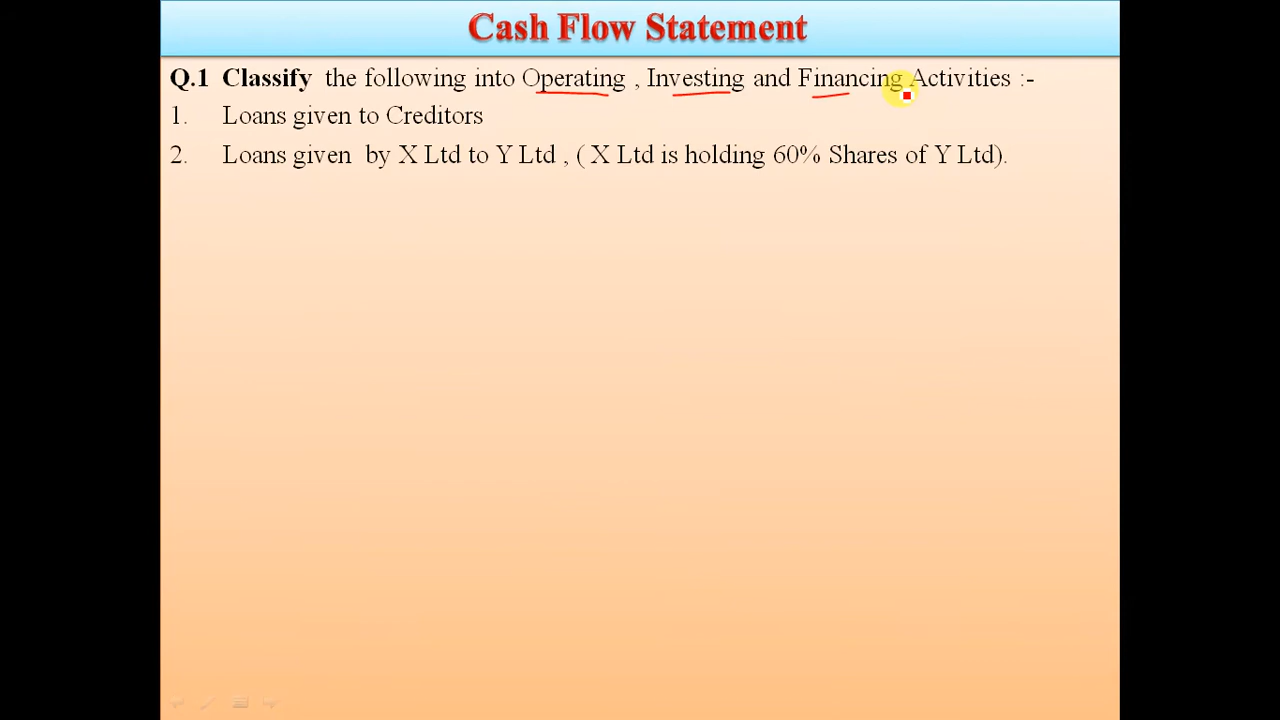 Cash Flow Statement
Q.1 Classify the following into Operating , Investing and Financing Activities :-
1. Loans given to Creditors
2. Loans given by X Ltd to Y Ltd , ( X Ltd is holding 60% Shares of Y Ltd).